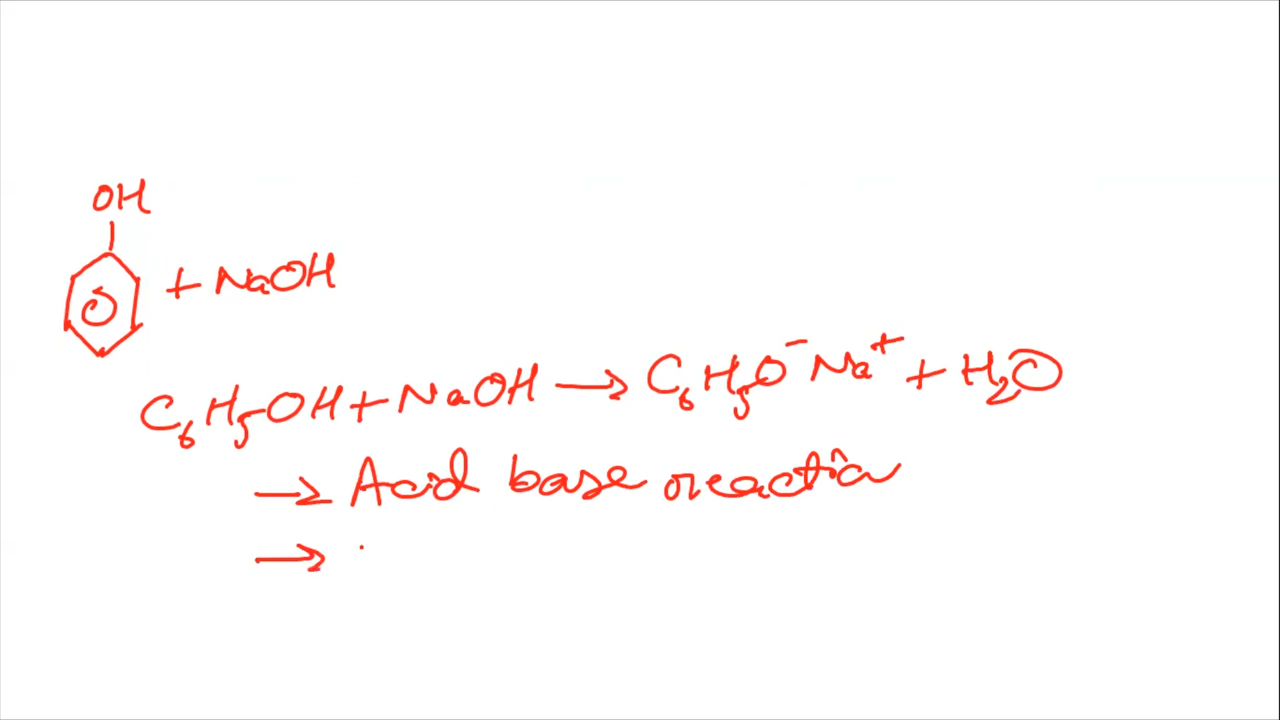 OH
+ NaOH
C₆H₅OH + NaOH → C₆H₅O⁻ Na⁺ + H₂O
→ Acid base reaction
→